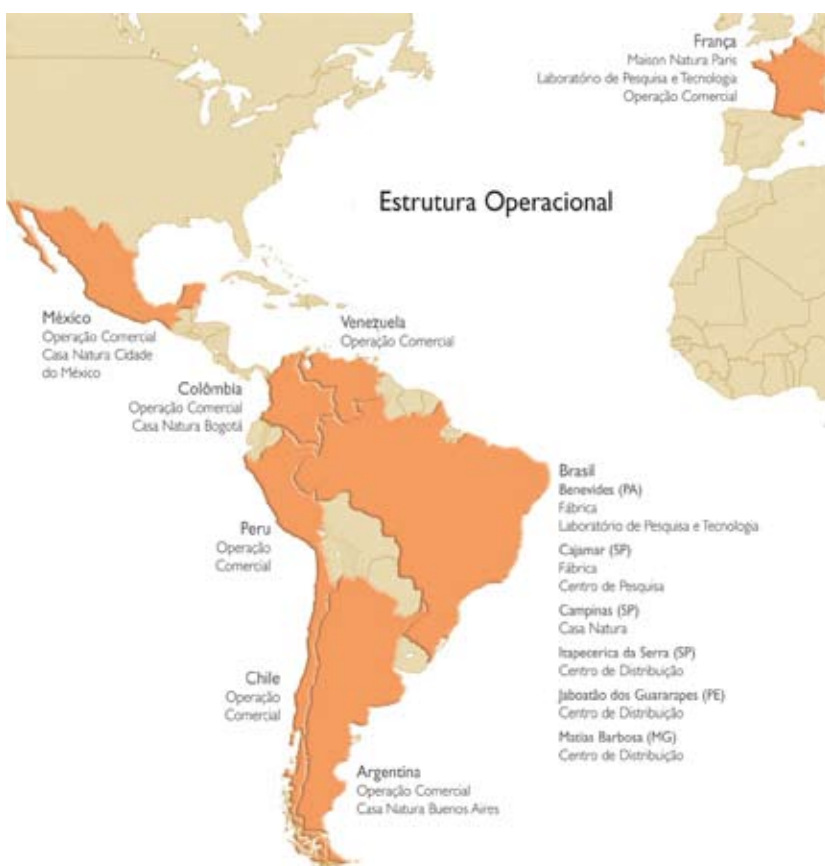 França
Maison Natura Paris
Laboratório de Pesquisa e Tecnologia
Operação Comercial
Estrutura Operacional
México
Operação Comercial
Casa Natura Cidade
do México
Venezuela
Operação Comercial
Colômbia
Operação Comercial
Casa Natura Bogotá
Peru
Operação
Comercial
Chile
Operação
Comercial
Argentina
Operação Comercial
Casa Natura Buenos Aires
Brasil
Benevides (PA)
Fábrica
Laboratório de Pesquisa e Tecnologia
Cajamar (SP)
Fábrica
Centro de Pesquisa
Campinas (SP)
Casa Natura
Itapecerica da Serra (SP)
Centro de Distribuição
Jaboatão dos Guararapes (PE)
Centro de Distribuição
Matias Barbosa (MG)
Centro de Distribuição